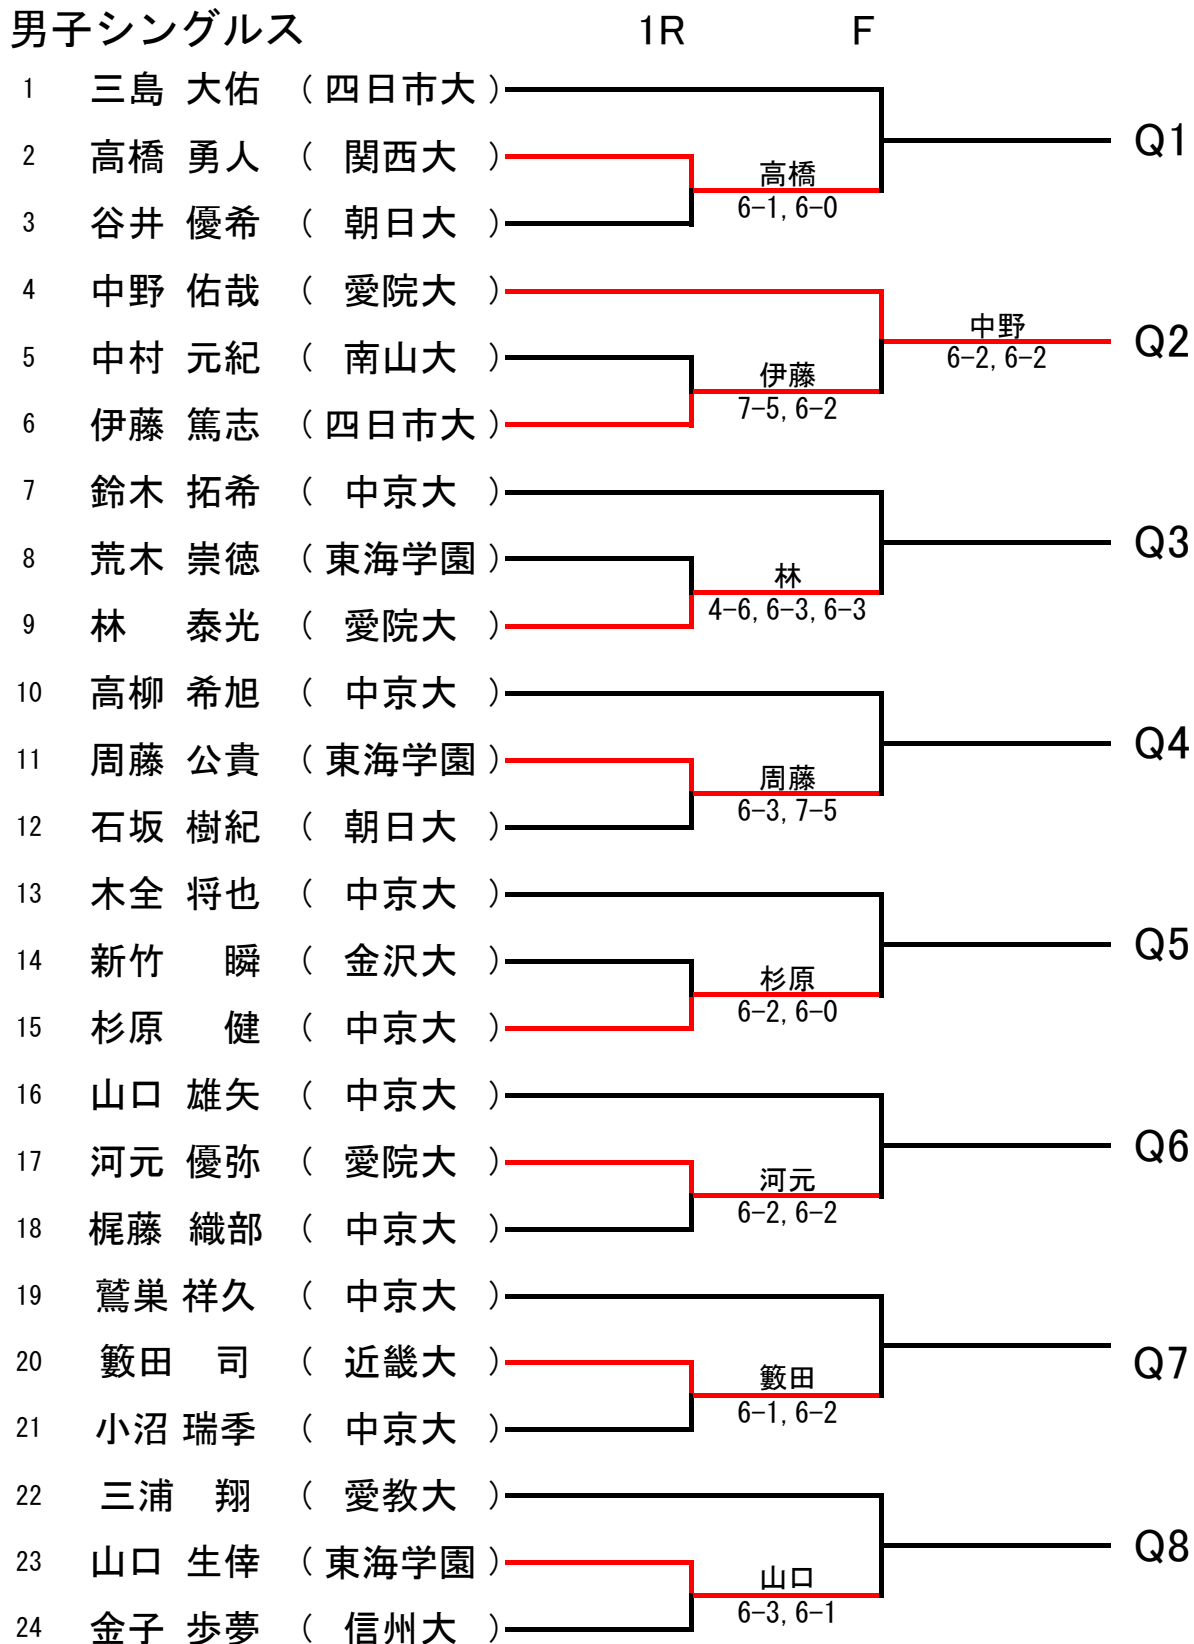 男子シングルス 1R F
1 三島 大佑 ( 四日市大 )
Q1
2 高橋 勇人 ( 関西大 )
高橋
6-1, 6-0
3 谷井 優希 ( 朝日大 )
4 中野 佑哉 ( 愛院大 )
中野
6-2, 6-2
Q2
5 中村 元紀 ( 南山大 )
伊藤
7-5, 6-2
6 伊藤 篤志 ( 四日市大 )
7 鈴木 拓希 ( 中京大 )
Q3
8 荒木 崇徳 ( 東海学園 )
林
4-6, 6-3, 6-3
9 林 泰光 ( 愛院大 )
10 高柳 希旭 ( 中京大 )
Q4
11 周藤 公貴 ( 東海学園 )
周藤
6-3, 7-5
12 石坂 樹紀 ( 朝日大 )
13 木全 将也 ( 中京大 )
Q5
14 新竹 瞬 ( 金沢大 )
杉原
6-2, 6-0
15 杉原 健 ( 中京大 )
16 山口 雄矢 ( 中京大 )
Q6
17 河元 優弥 ( 愛院大 )
河元
6-2, 6-2
18 梶藤 織部 ( 中京大 )
19 鷲巣 祥久 ( 中京大 )
Q7
20 籔田 司 ( 近畿大 )
籔田
6-1, 6-2
21 小沼 瑞季 ( 中京大 )
22 三浦 翔 ( 愛教大 )
Q8
23 山口 生倖 ( 東海学園 )
山口
6-3, 6-1
24 金子 歩夢 ( 信州大 )